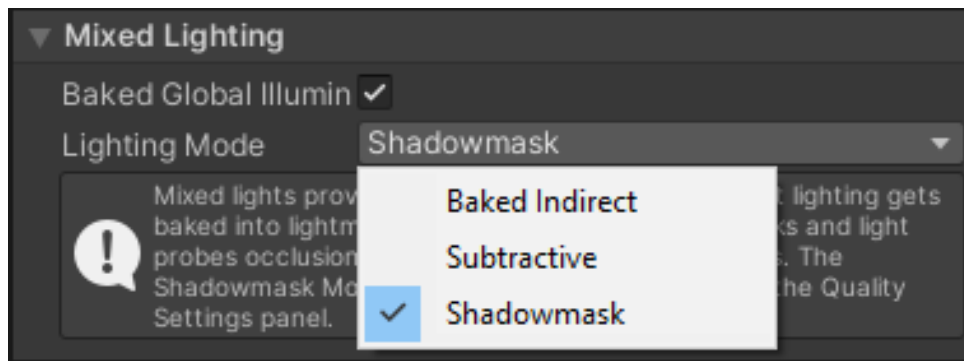 Mixed Lighting
Baked Global Illumin
Lighting Mode
Shadowmask
Baked Indirect
Subtractive
Shadowmask
Mixed lights prov t lighting gets
baked into lightm ks and light
probes occlusion s. The
Shadowmask Mo the Quality
Settings panel.